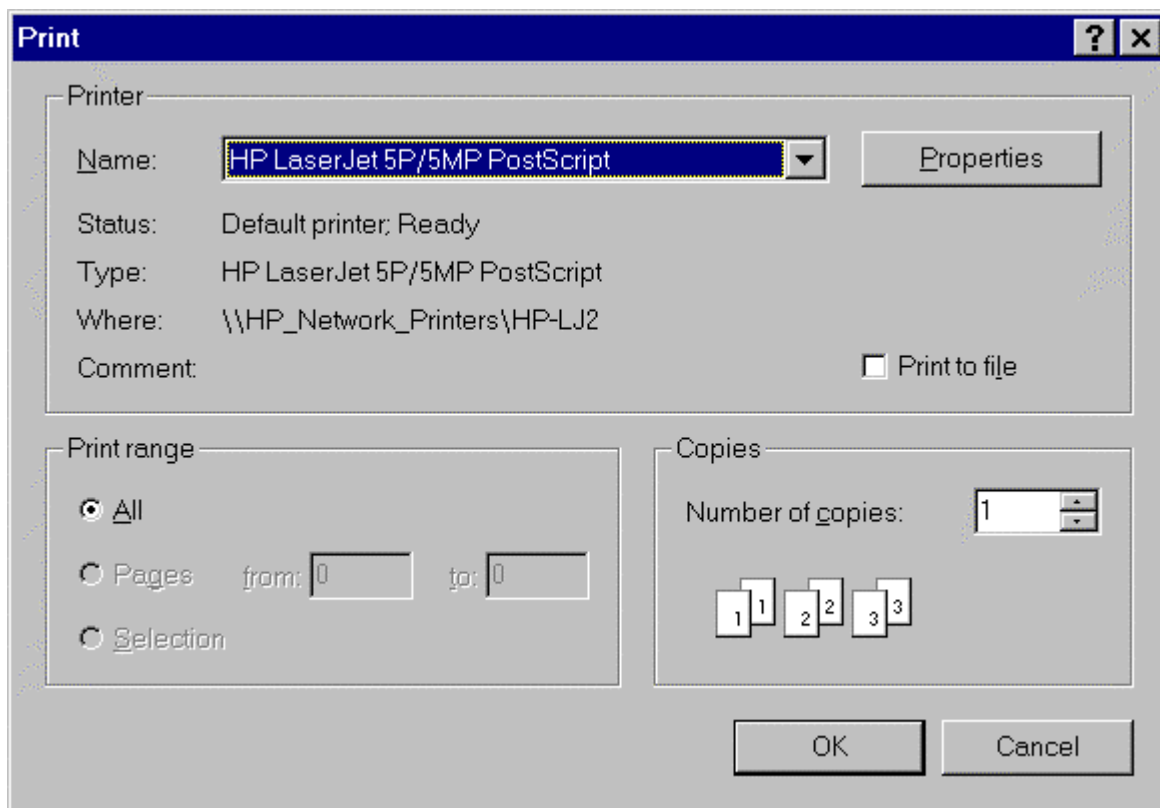 Print
Printer
Name: HP LaserJet 5P/5MP PostScript Properties
Status: Default printer; Ready
Type: HP LaserJet 5P/5MP PostScript
Where: \\HP_Network_Printers\HP-LJ2
Comment: Print to file
Print range
All
Pages from: 0 to: 0
Selection
Copies
Number of copies: 1
1 1 2 2 3 3
OK Cancel